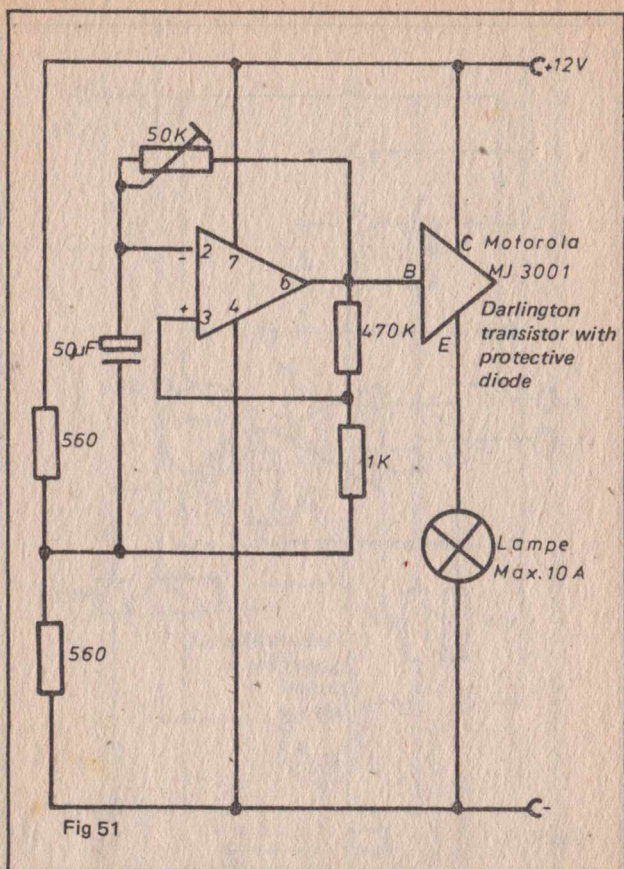 +12V
50K
2
-
7
6
+
3
4
B
C
E
Motorola
MJ 3001
Darlington
transistor with
protective
diode
470K
50µF
560
1K
Lampe
Max.10A
560
-
Fig 51